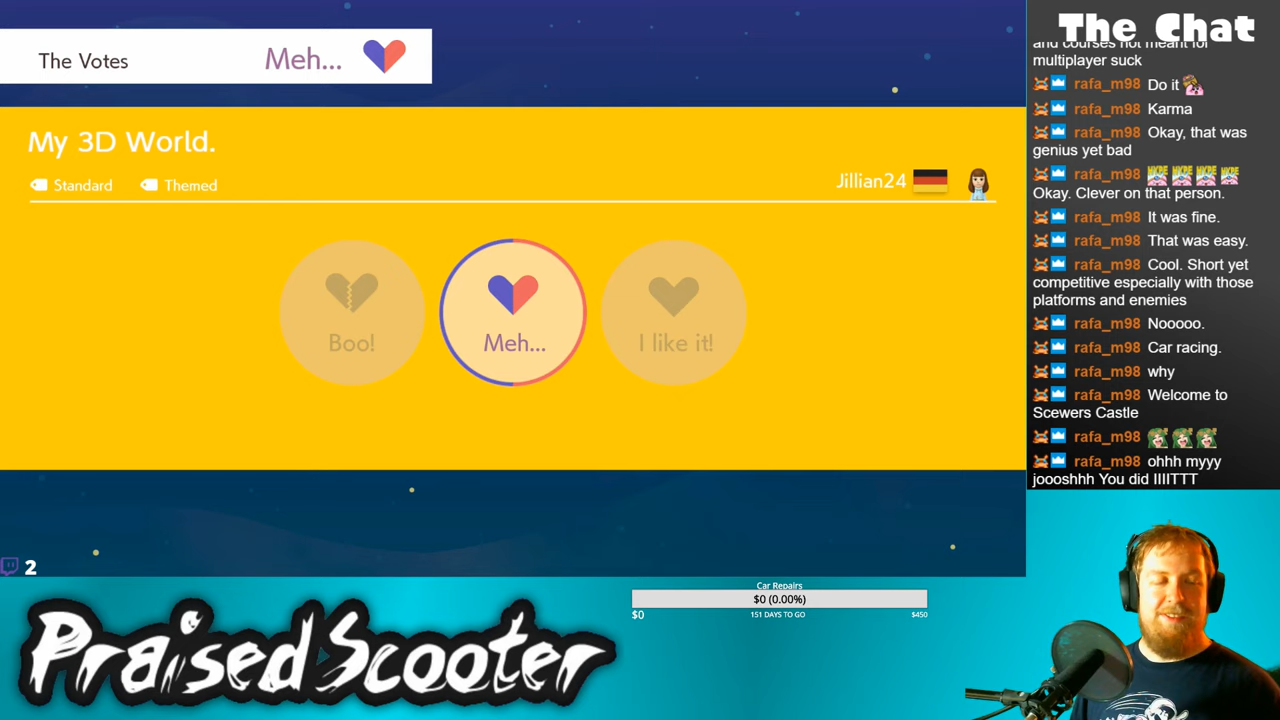 The Votes Meh...
My 3D World.
Standard Themed
Jillian24
Boo! Meh... I like it!
The Chat
and courses not meant for
multiplayer suck
rafa_m98 Do it
rafa_m98 Karma
rafa_m98 Okay, that was
genius yet bad
rafa_m98
Okay. Clever on that person.
rafa_m98 It was fine.
rafa_m98 That was easy.
rafa_m98 Cool. Short yet
competitive especially with those
platforms and enemies
rafa_m98 Nooooo.
rafa_m98 Car racing.
rafa_m98 why
rafa_m98 Welcome to
Scewers Castle
rafa_m98
rafa_m98 ohhh myyy
joooshhh You did IIIITTT
2
Car Repairs
$0 (0.00%)
$0 151 DAYS TO GO $450
PraisedScooter